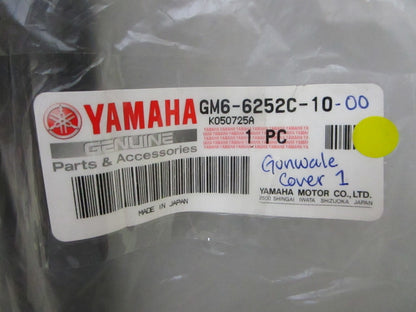 YAMAHA GM6-6252C-10-00
K050725A
GENUINE
Parts & Accessories
1 PC
Gunwale
Cover 1
YAMAHA MOTOR CO., LTD.
2500 SHINGAI IWATA SHIZUOKA JAPAN
MADE IN JAPAN